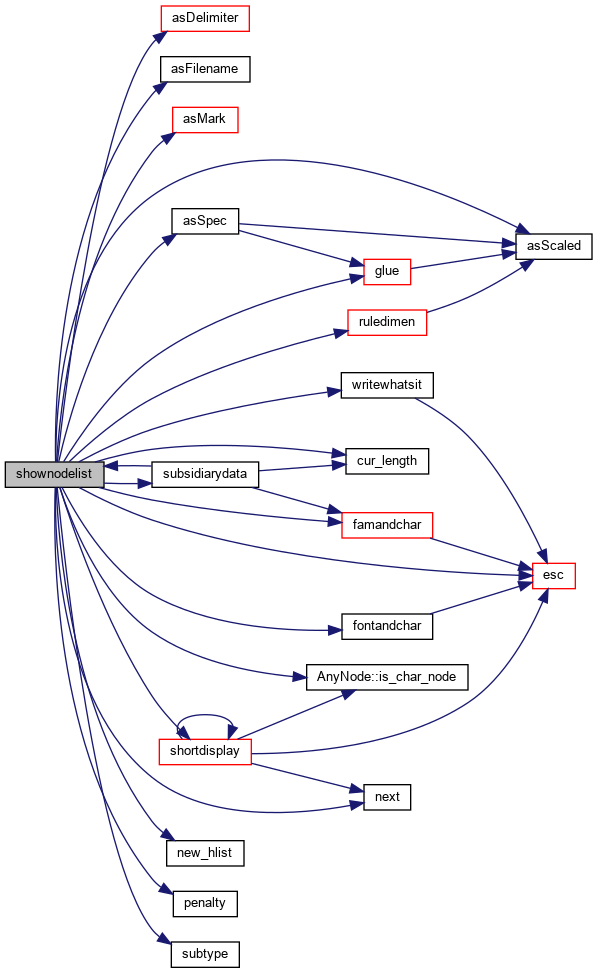 asDelimiter
asFilename
asMark
asSpec
asScaled
glue
ruledimen
writewhatsit
cur_length
shownodelist
subsidiarydata
famandchar
esc
fontandchar
AnyNode::is_char_node
shortdisplay
next
new_hlist
penalty
subtype